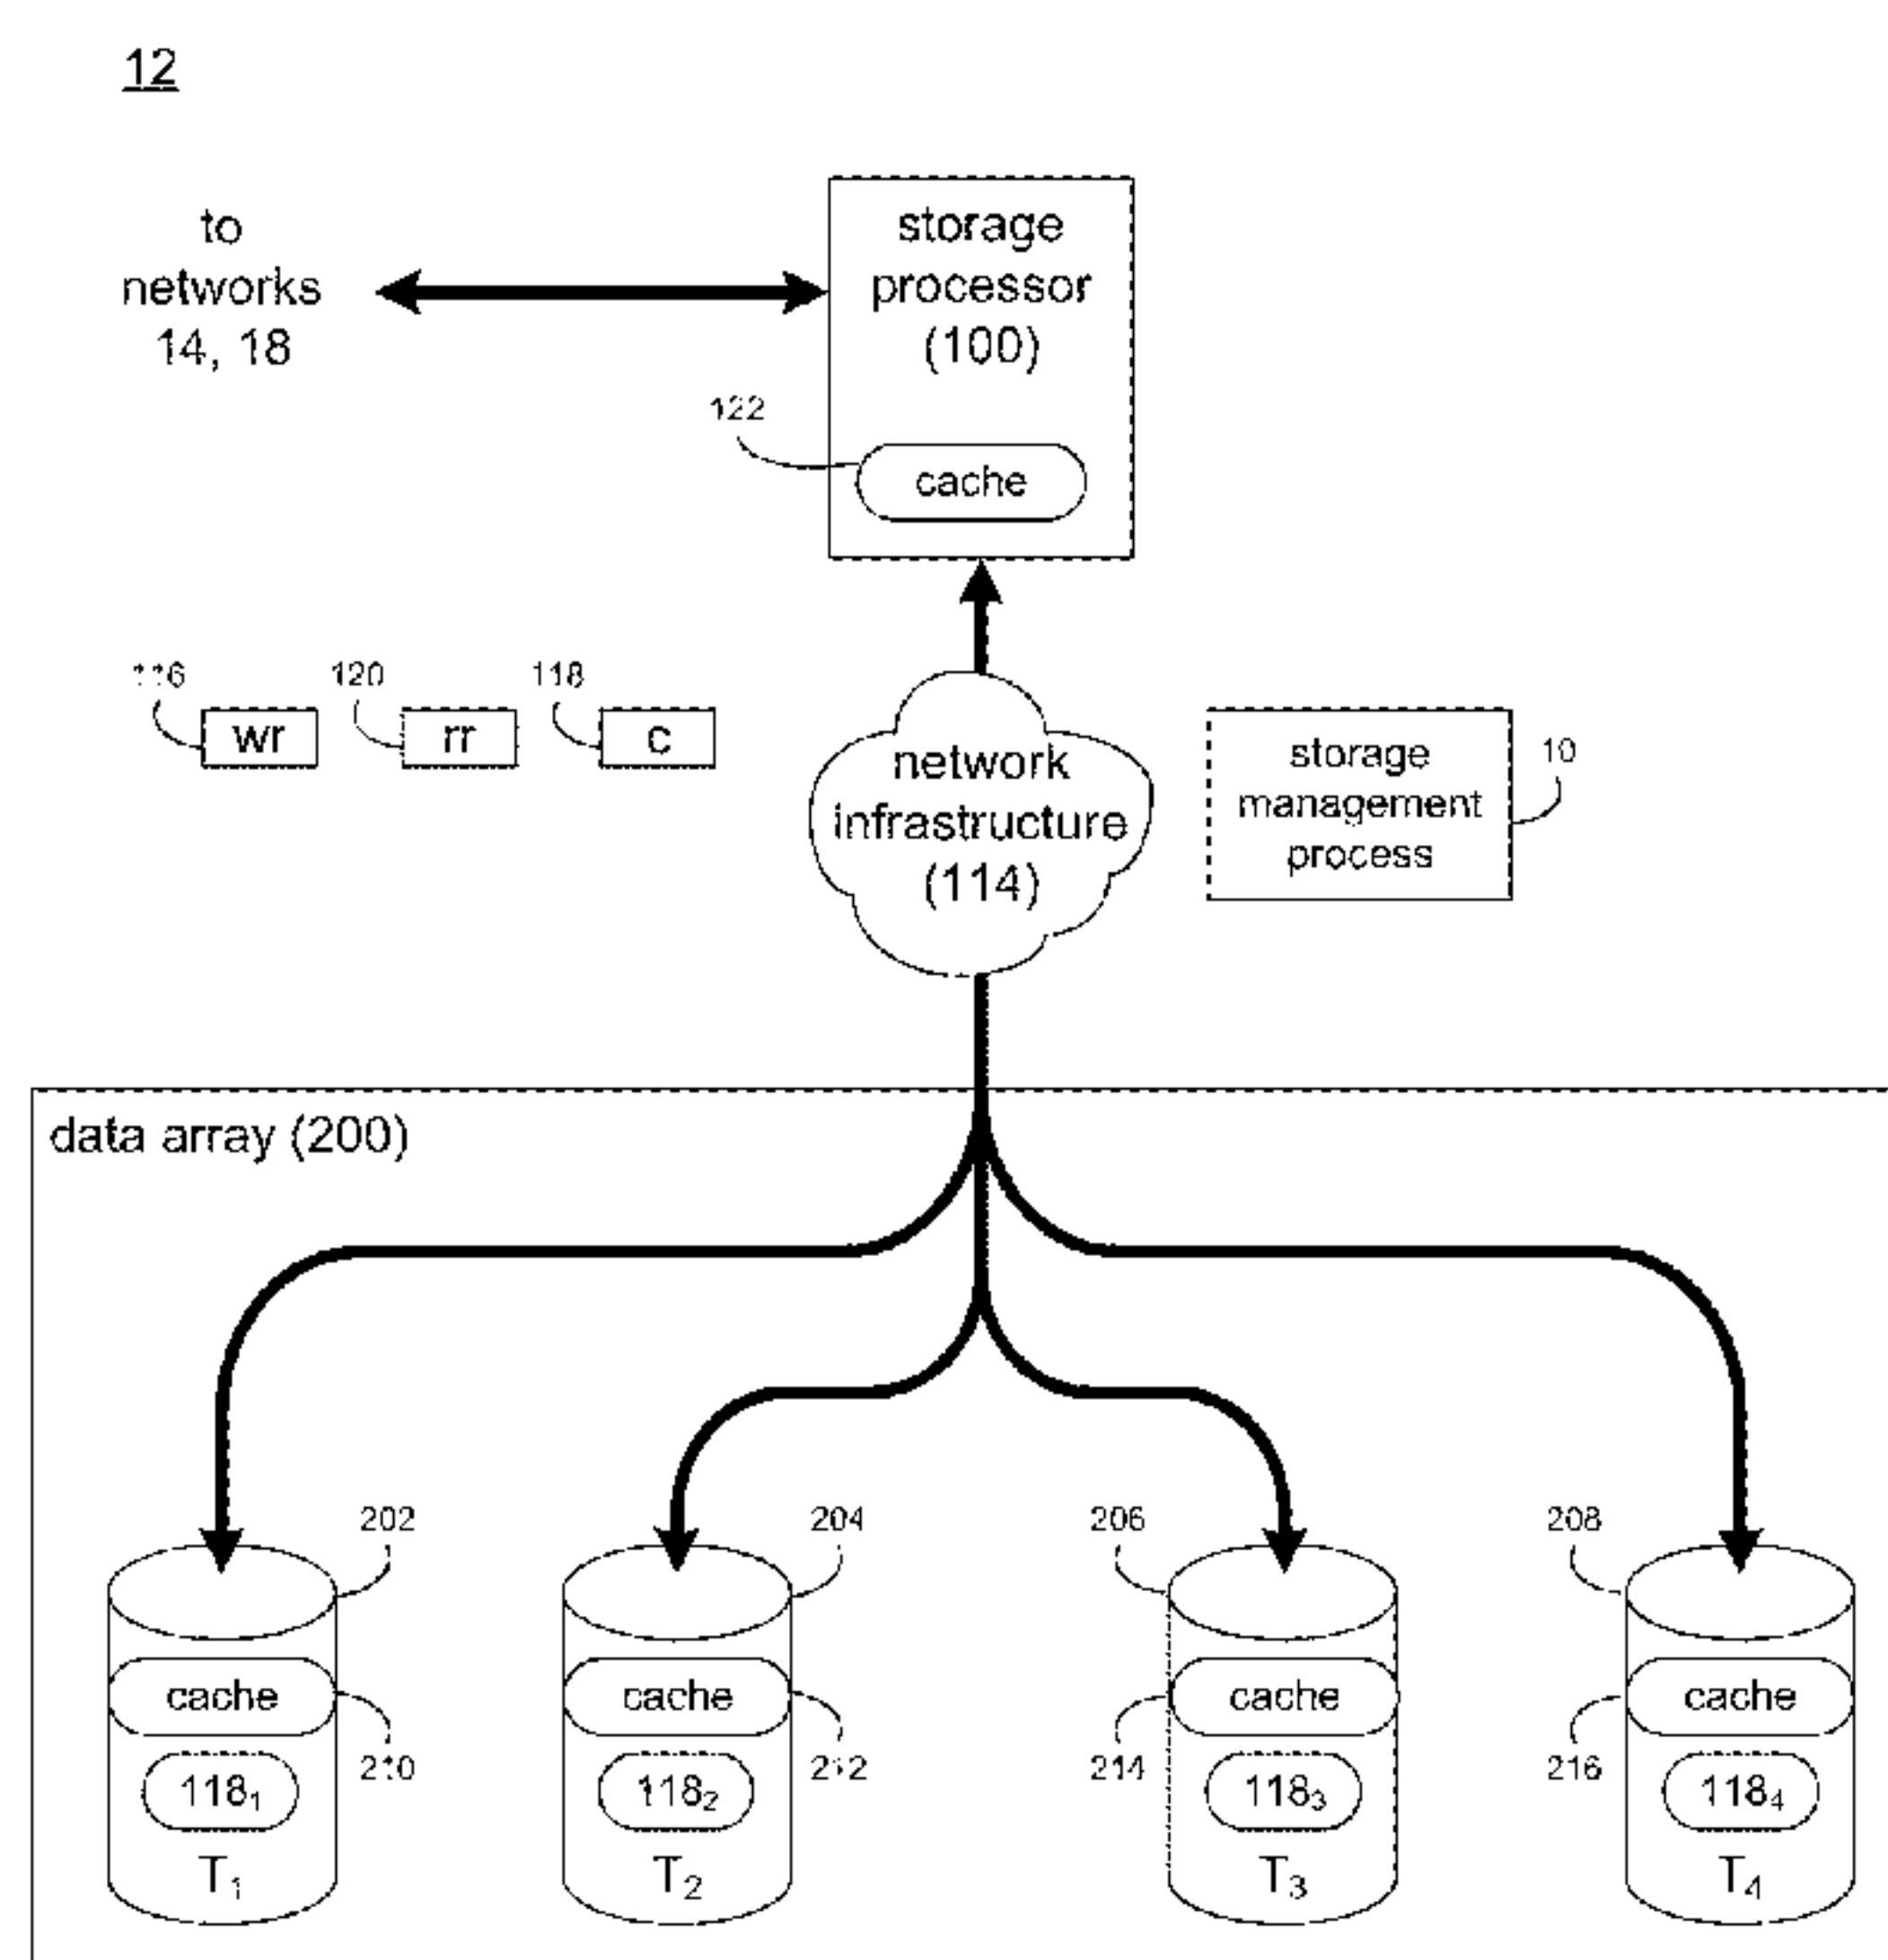 12
to
networks
14, 18
storage
processor
(100)
122
cache
116
120
118
wr
rr
c
network
infrastructure
(114)
storage
management
process
10
data array (200)
202
204
206
208
cache
cache
cache
cache
210
212
214
216
118₁
118₂
118₃
118₄
T₁
T₂
T₃
T₄